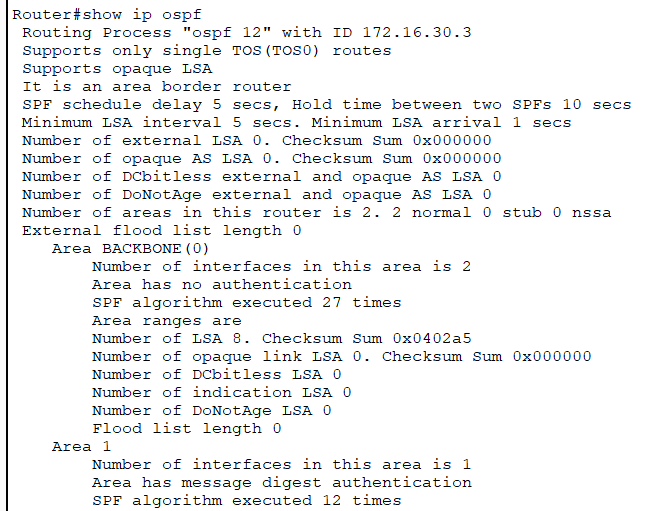 Router#show ip ospf
Routing Process "ospf 12" with ID 172.16.30.3
Supports only single TOS(TOS0) routes
Supports opaque LSA
It is an area border router
SPF schedule delay 5 secs, Hold time between two SPFs 10 secs
Minimum LSA interval 5 secs. Minimum LSA arrival 1 secs
Number of external LSA 0. Checksum Sum 0x000000
Number of opaque AS LSA 0. Checksum Sum 0x000000
Number of DCbitless external and opaque AS LSA 0
Number of DoNotAge external and opaque AS LSA 0
Number of areas in this router is 2. 2 normal 0 stub 0 nssa
External flood list length 0
Area BACKBONE(0)
Number of interfaces in this area is 2
Area has no authentication
SPF algorithm executed 27 times
Area ranges are
Number of LSA 8. Checksum Sum 0x0402a5
Number of opaque link LSA 0. Checksum Sum 0x000000
Number of DCbitless LSA 0
Number of indication LSA 0
Number of DoNotAge LSA 0
Flood list length 0
Area 1
Number of interfaces in this area is 1
Area has message digest authentication
SPF algorithm executed 12 times